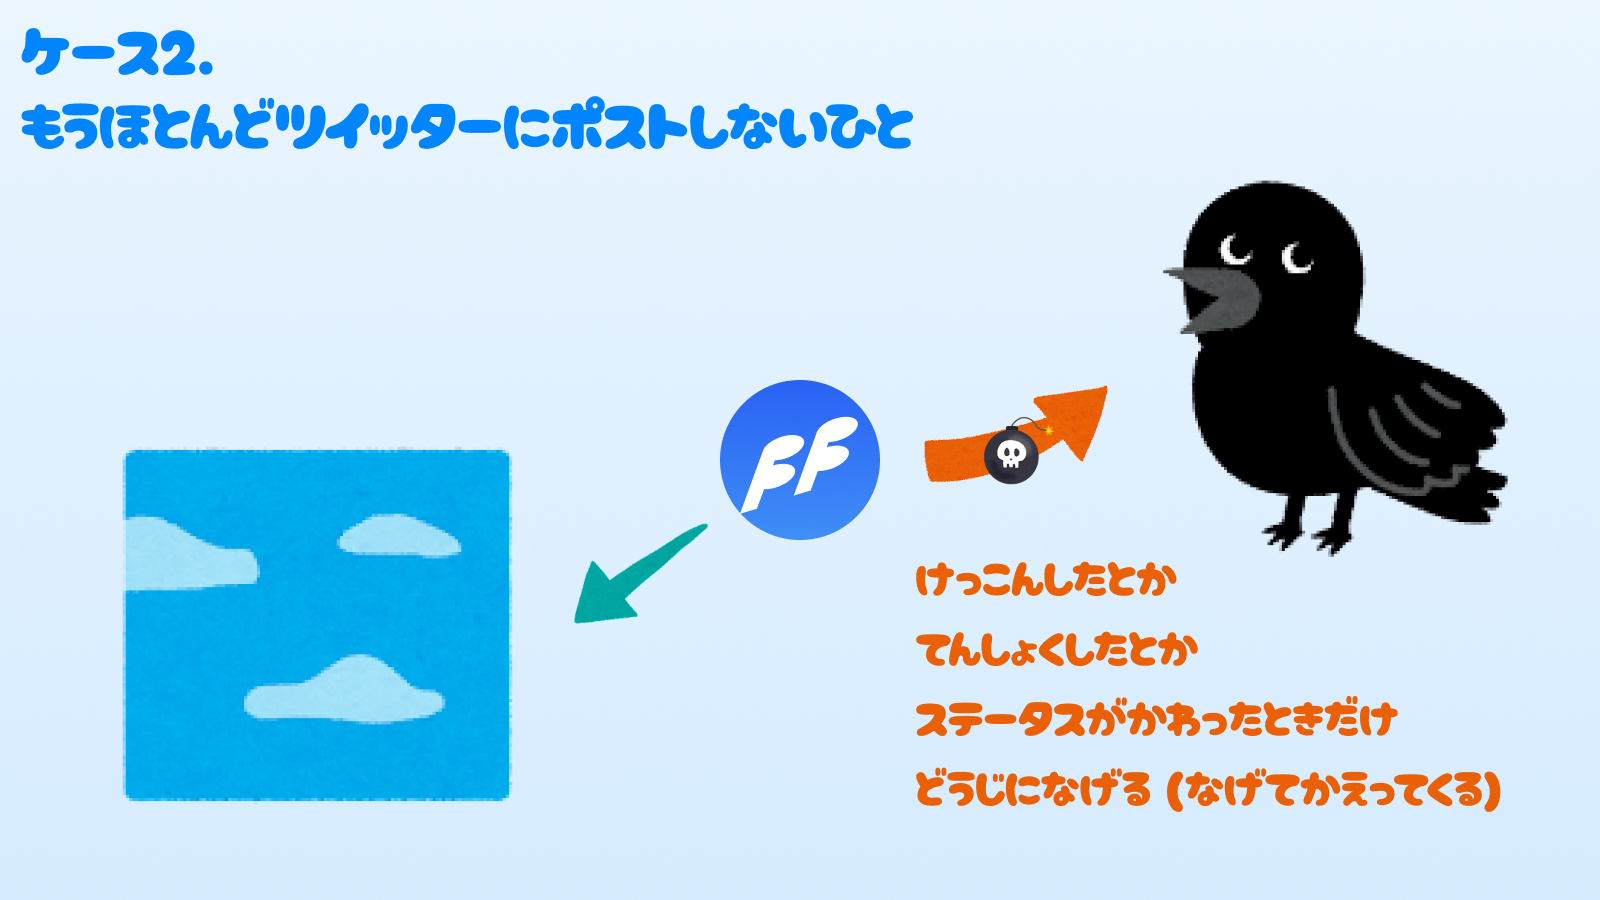 ケース2.
もうほとんどツイッターにポストしないひと
FF
けっこんしたとか
てんしょくしたとか
ステータスがかわったときだけ
どうじになげる (なげてかえってくる)